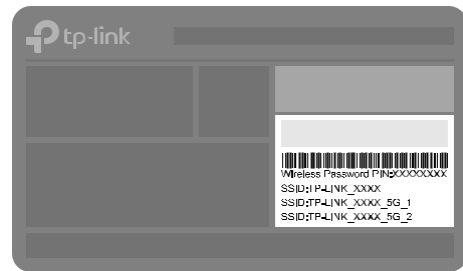 tp-link
Wireless Password PIN:XXXXXXXX
SSID:TP-LINK_XXXX
SSID:TP-LINK_XXXX_5G_1
SSID:TP-LINK_XXXX_5G_2